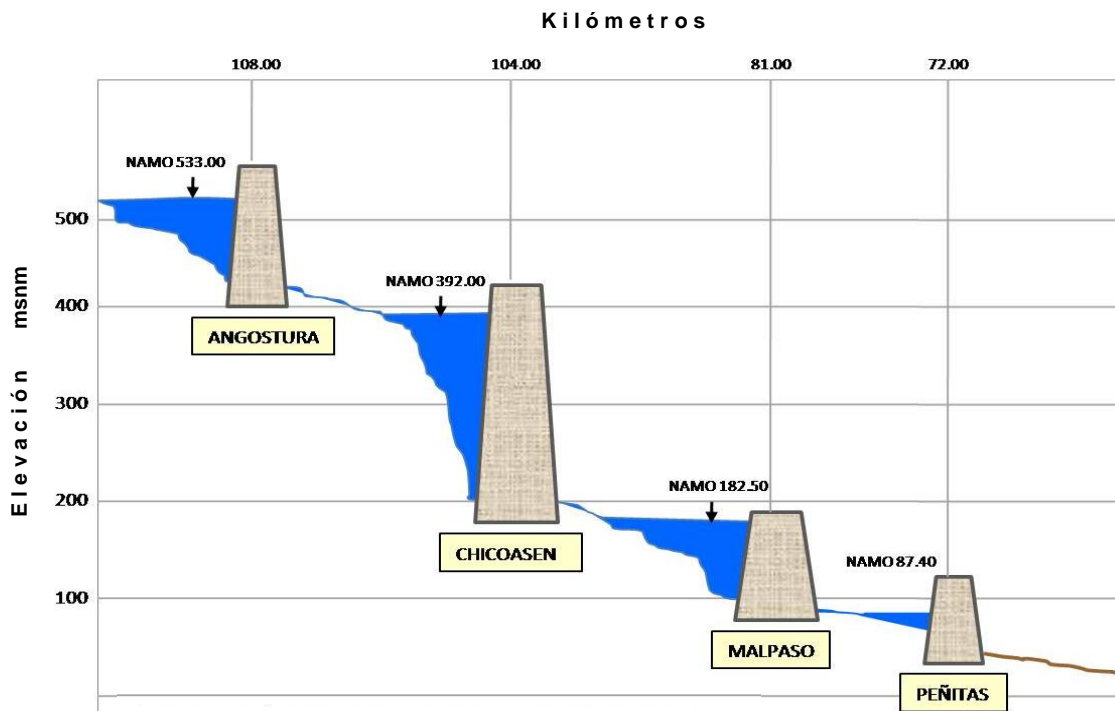 Kilómetros
108.00 104.00 81.00 72.00
NAMO 533.00
500
NAMO 392.00
400
ANGOSTURA
300
Elevación msnm
NAMO 182.50
200
CHICOASEN
NAMO 87.40
100
MALPASO
00
PEÑITAS